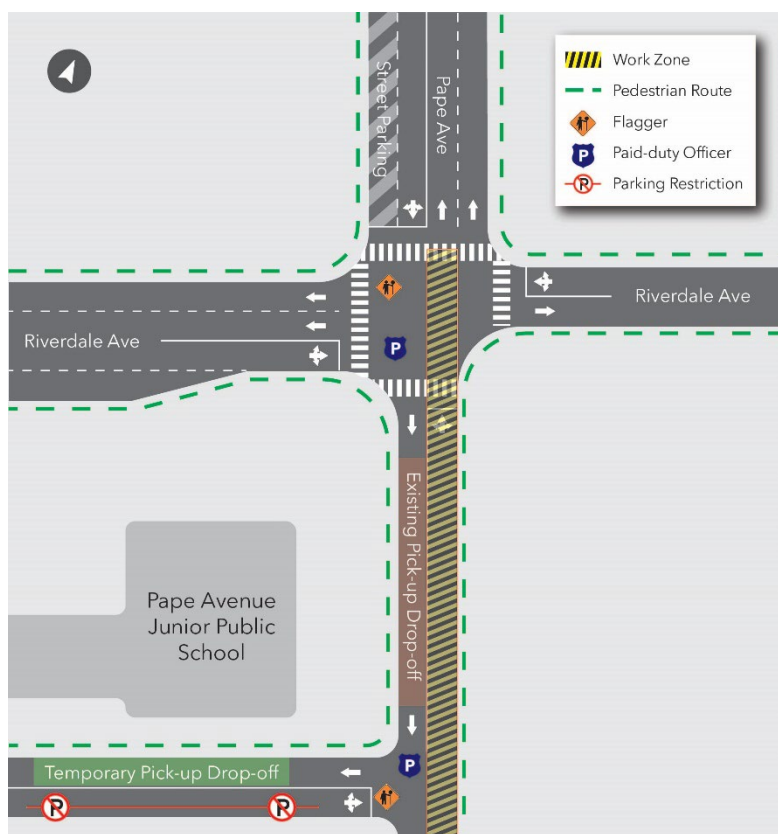 Work Zone
Pedestrian Route
Flagger
P
Paid-duty Officer
P
Parking Restriction
Street Parking
Pape Ave
Riverdale Ave
Riverdale Ave
P
Existing Pick-up Drop-off
Pape Avenue
Junior Public
School
P
Temporary Pick-up Drop-off
P
P